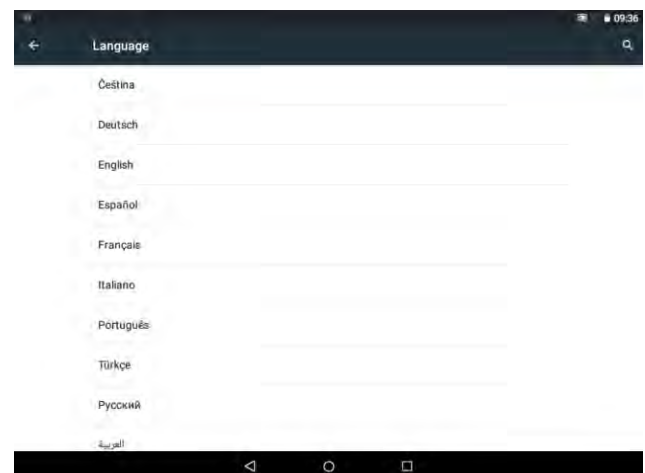 09:36
Language
Čeština
Deutsch
English
Español
Français
Italiano
Português
Türkçe
Русский
العربية